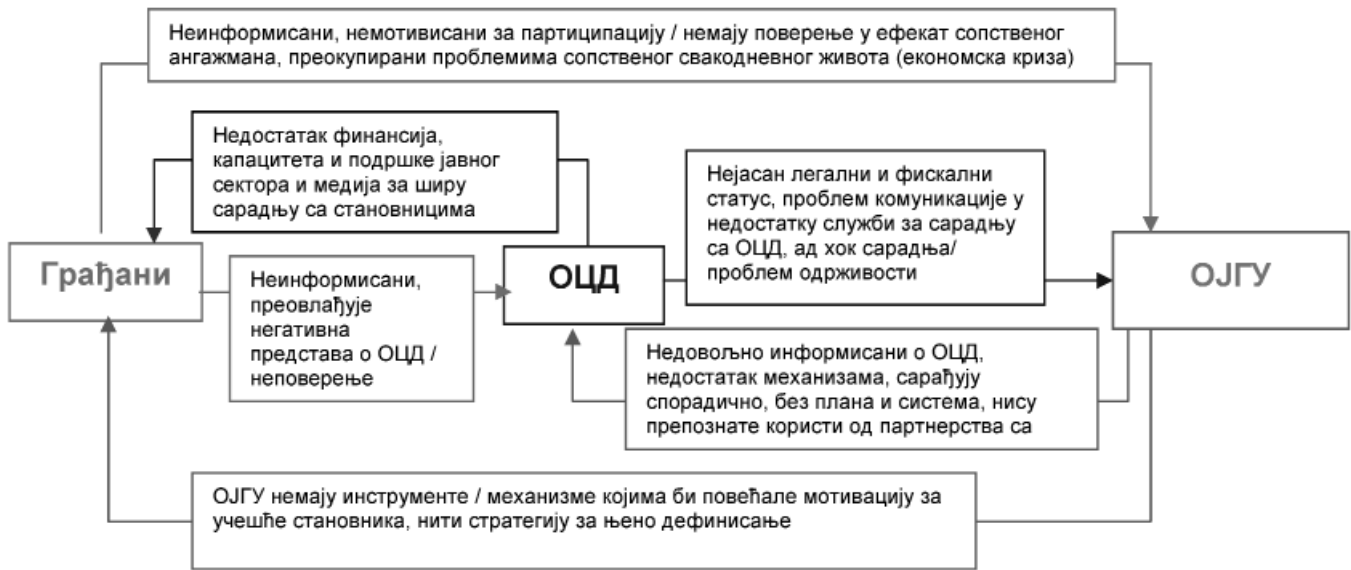 Неинформисани, немотивисани за партиципацију / немају поверење у ефекат сопственог
ангажмана, преокупирани проблемима сопственог свакодневног живота (економска криза)
Недостатак финансија,
капацитета и подршке јавног
сектора и медија за ширу
сарадњу са становницима
Нејасан легални и фискални
статус, проблем комуникације у
недостатку служби за сарадњу
са ОЦД, ад хок сарадња/
проблем одрживости
Грађани
Неинформисани,
преовлађује
негативна
представа о ОЦД /
неповерење
ОЦД
ОЈГУ
Недовољно информисани о ОЦД,
недостатак механизама, сарађују
спорадично, без плана и система, нису
препознате користи од партнерства са
ОЈГУ немају инструменте / механизме којима би повећале мотивацију за
учешће становника, нити стратегију за њено дефинисање